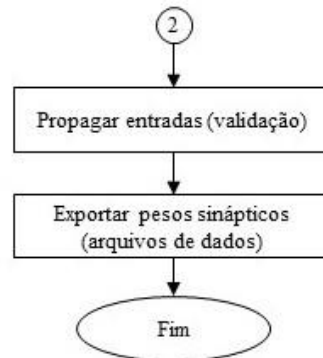 2
Propagar entradas (validação)
Exportar pesos sinápticos
(arquivos de dados)
Fim